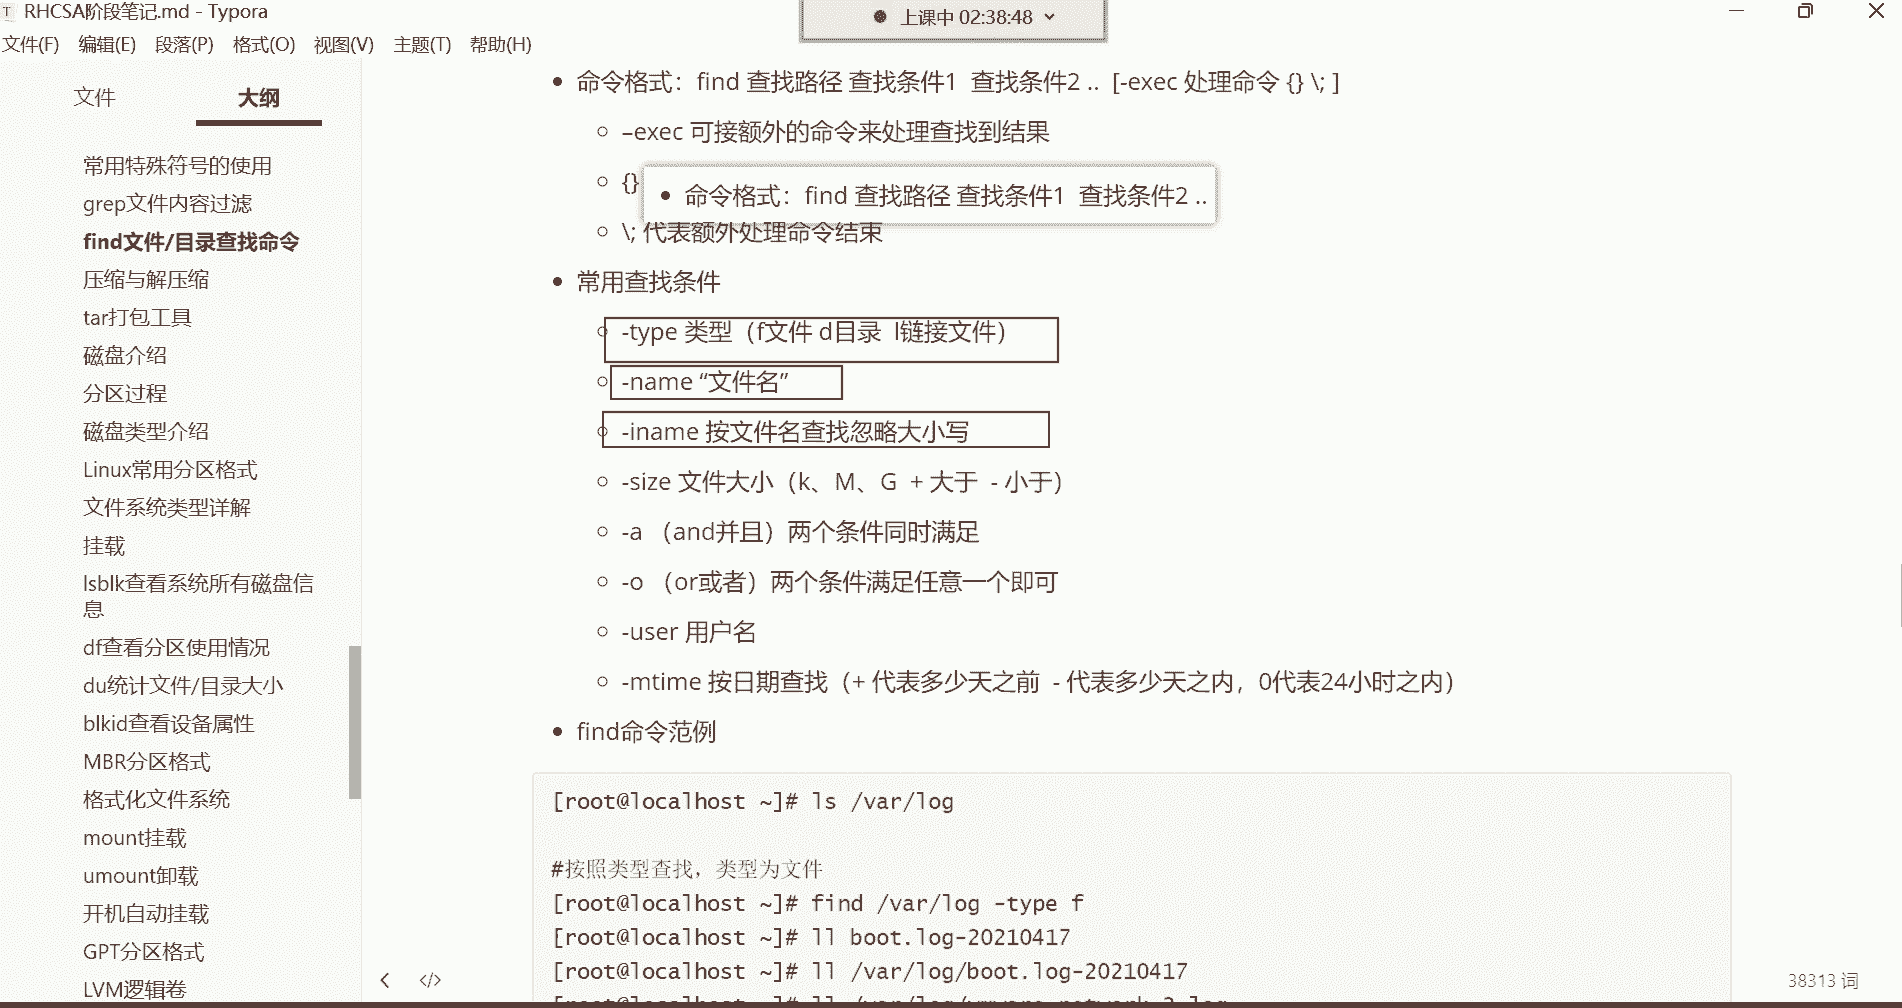 RHCSA阶段笔记.md - Typora
上课中 02:38:48
文件(F) 编辑(E) 段落(P) 格式(O) 视图(V) 主题(T) 帮助(H)
文件 大纲
常用特殊符号的使用
grep文件内容过滤
find文件/目录查找命令
压缩与解压缩
tar打包工具
磁盘介绍
分区过程
磁盘类型介绍
Linux常用分区格式
文件系统类型详解
挂载
lsblk查看系统所有磁盘信
息
df查看分区使用情况
du统计文件/目录大小
blkid查看设备属性
MBR分区格式
格式化文件系统
mount挂载
umount卸载
开机自动挂载
GPT分区格式
LVM逻辑卷
命令格式：find 查找路径 查找条件1 查找条件2 .. [-exec 处理命令 {} \; ]
–exec 可接额外的命令来处理查找到结果
{}
命令格式：find 查找路径 查找条件1 查找条件2 ..
\; 代表额外处理命令结束
常用查找条件
-type 类型（f文件 d目录 l链接文件）
-name “文件名”
-iname 按文件名查找忽略大小写
-size 文件大小（k、M、G + 大于 - 小于）
-a （and并且）两个条件同时满足
-o （or或者）两个条件满足任意一个即可
-user 用户名
-mtime 按日期查找（+ 代表多少天之前 - 代表多少天之内，0代表24小时之内）
find命令范例
[root@localhost ~]# ls /var/log
#按照类型查找，类型为文件
[root@localhost ~]# find /var/log -type f
[root@localhost ~]# ll boot.log-20210417
[root@localhost ~]# ll /var/log/boot.log-20210417
38313 词